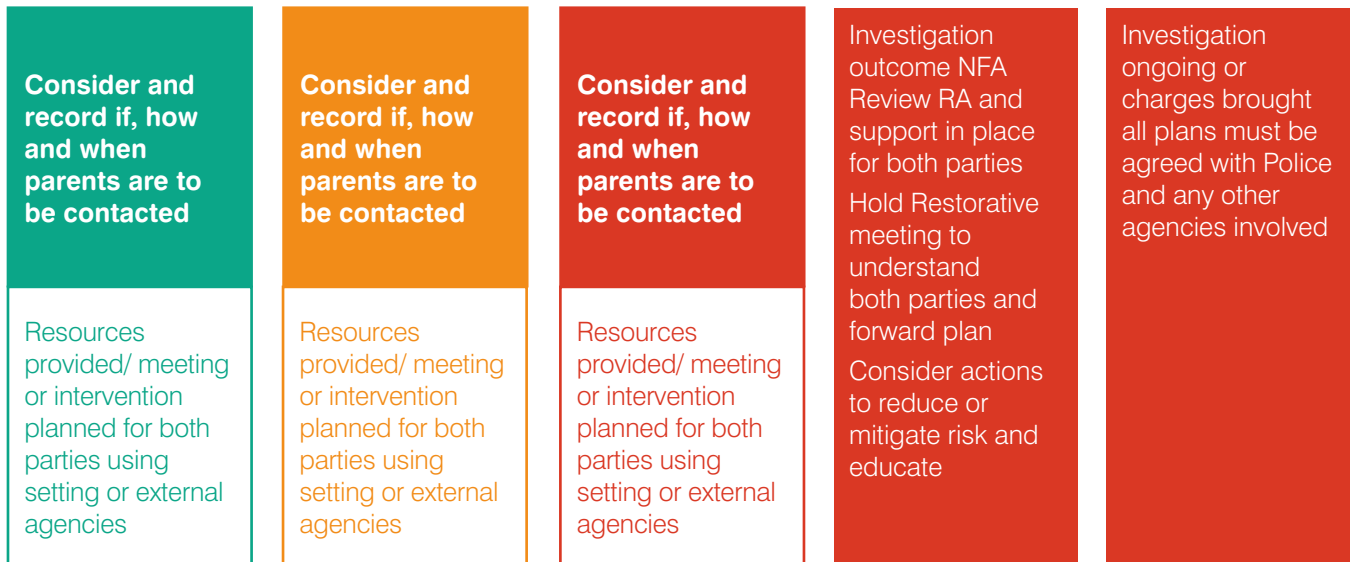 Consider and
record if, how
and when
parents are to
be contacted
Resources
provided/ meeting
or intervention
planned for both
parties using
setting or external
agencies
Consider and
record if, how
and when
parents are to
be contacted
Resources
provided/ meeting
or intervention
planned for both
parties using
setting or external
agencies
Consider and
record if, how
and when
parents are to
be contacted
Resources
provided/ meeting
or intervention
planned for both
parties using
setting or external
agencies
Investigation
outcome NFA
Review RA and
support in place
for both parties
Hold Restorative
meeting to
understand
both parties and
forward plan
Consider actions
to reduce or
mitigate risk and
educate
Investigation
ongoing or
charges brought
all plans must be
agreed with Police
and any other
agencies involved